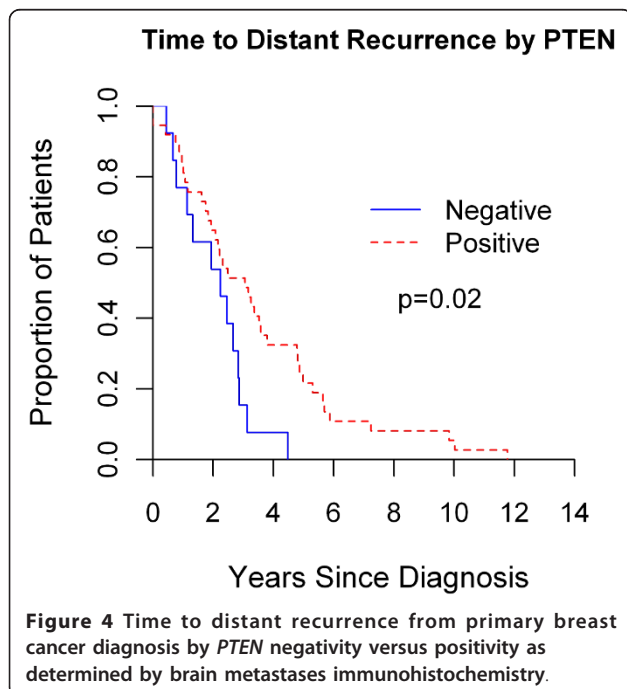 Time to Distant Recurrence by PTEN
Proportion of Patients
1.0
0.8
0.6
0.4
0.2
0.0
Negative
Positive
p=0.02
0 2 4 6 8 10 12 14
Years Since Diagnosis
Figure 4 Time to distant recurrence from primary breast
cancer diagnosis by PTEN negativity versus positivity as
determined by brain metastases immunohistochemistry.